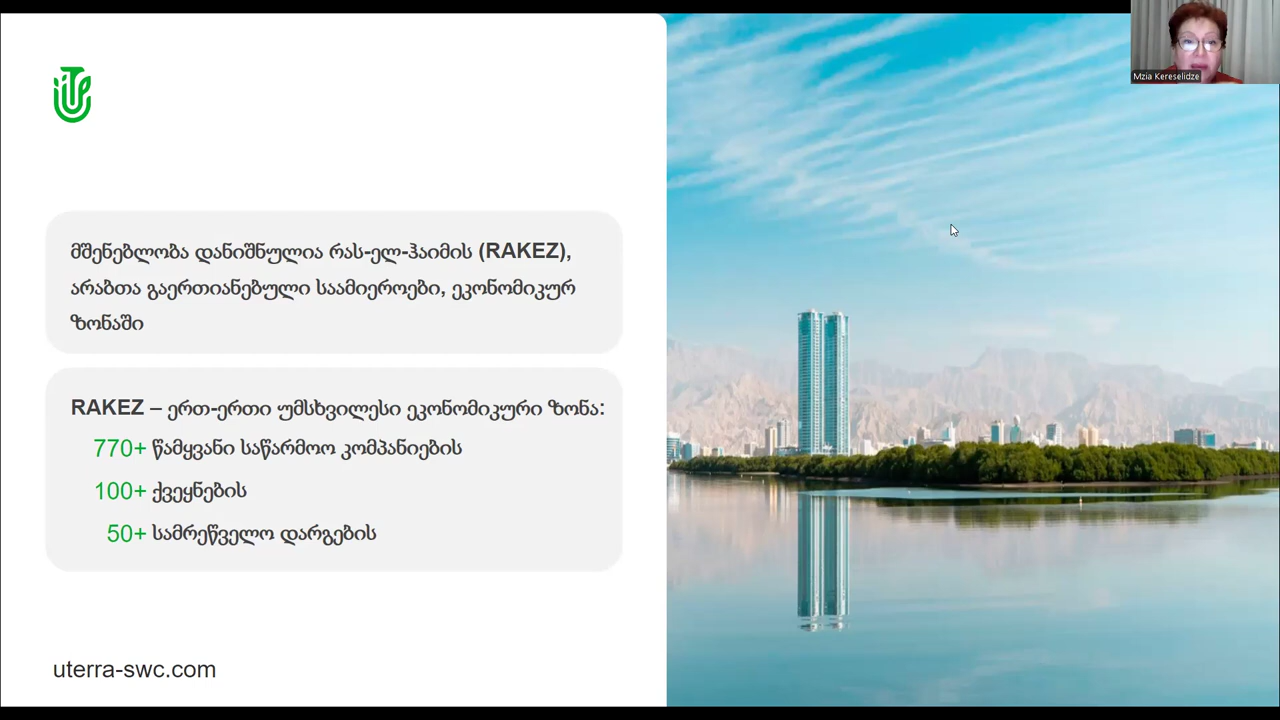 Mzia Kereselidze
მშენებლობა დანიშნულია რას-ელ-ჰაიმის (RAKEZ),
არაბთა გაერთიანებული საამიეროები, ეკონომიკურ
ზონაში
RAKEZ – ერთ-ერთი უმსხვილესი ეკონომიკური ზონა:
770+ წამყვანი საწარმოო კომპანიების
100+ ქვეყნების
50+ სამრეწველო დარგების
uterra-swc.com